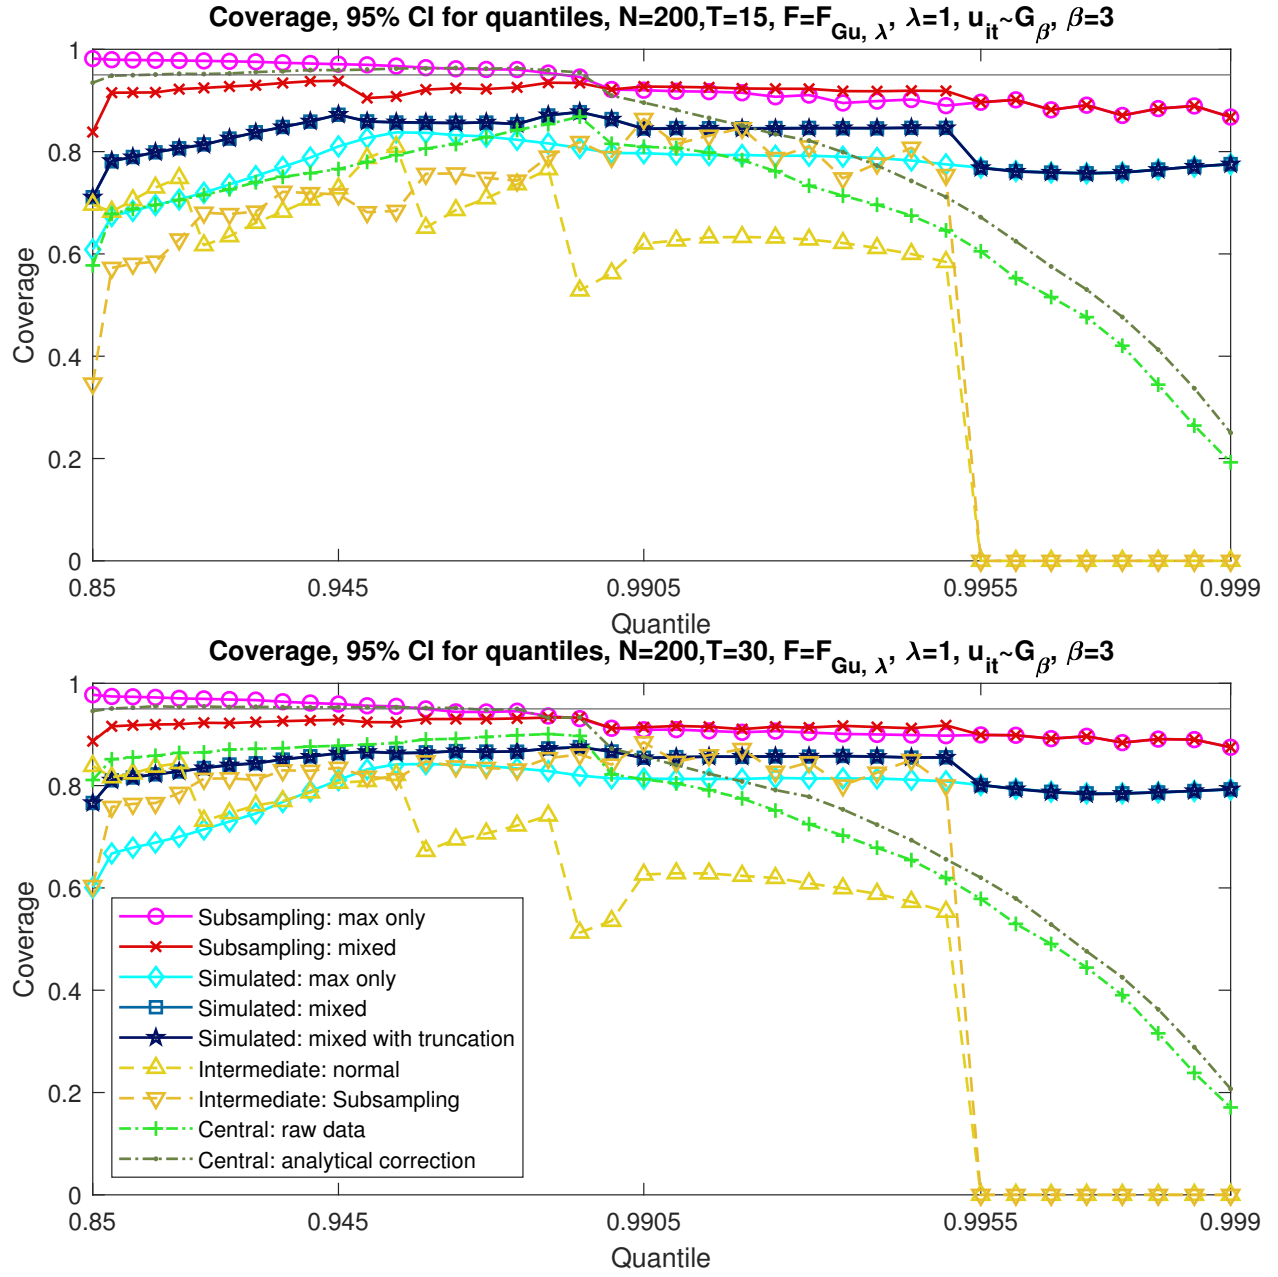 Coverage, 95% CI for quantiles, N=200,T=15, F=F_Gu, λ, λ=1, u_it~G_β, β=3
1
0.8
0.6
0.4
0.2
0
Coverage
0.85
0.945
0.9905
0.9955
0.999
Quantile
Coverage, 95% CI for quantiles, N=200,T=30, F=F_Gu, λ, λ=1, u_it~G_β, β=3
1
0.8
0.6
0.4
0.2
0
Coverage
Subsampling: max only
Subsampling: mixed
Simulated: max only
Simulated: mixed
Simulated: mixed with truncation
Intermediate: normal
Intermediate: Subsampling
Central: raw data
Central: analytical correction
0.85
0.945
0.9905
0.9955
0.999
Quantile